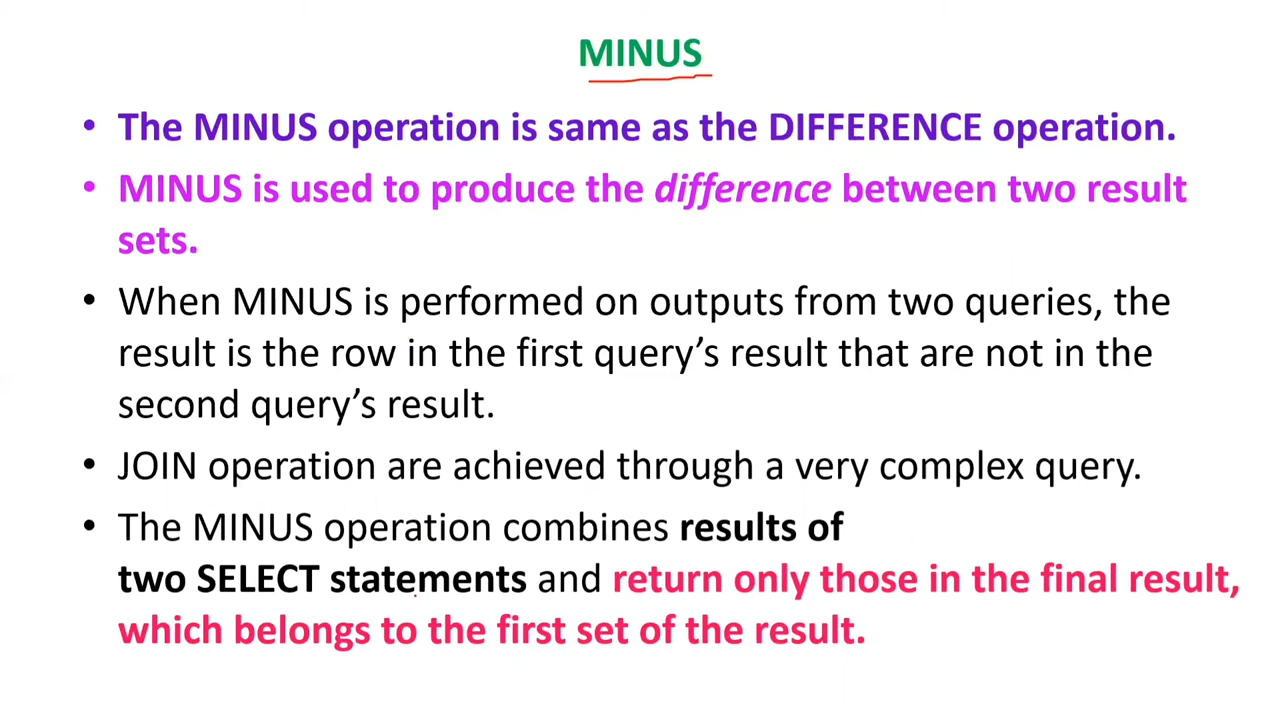 MINUS
• The MINUS operation is same as the DIFFERENCE operation.
• MINUS is used to produce the difference between two result
sets.
• When MINUS is performed on outputs from two queries, the
result is the row in the first query’s result that are not in the
second query’s result.
• JOIN operation are achieved through a very complex query.
• The MINUS operation combines results of
two SELECT statements and return only those in the final result,
which belongs to the first set of the result.